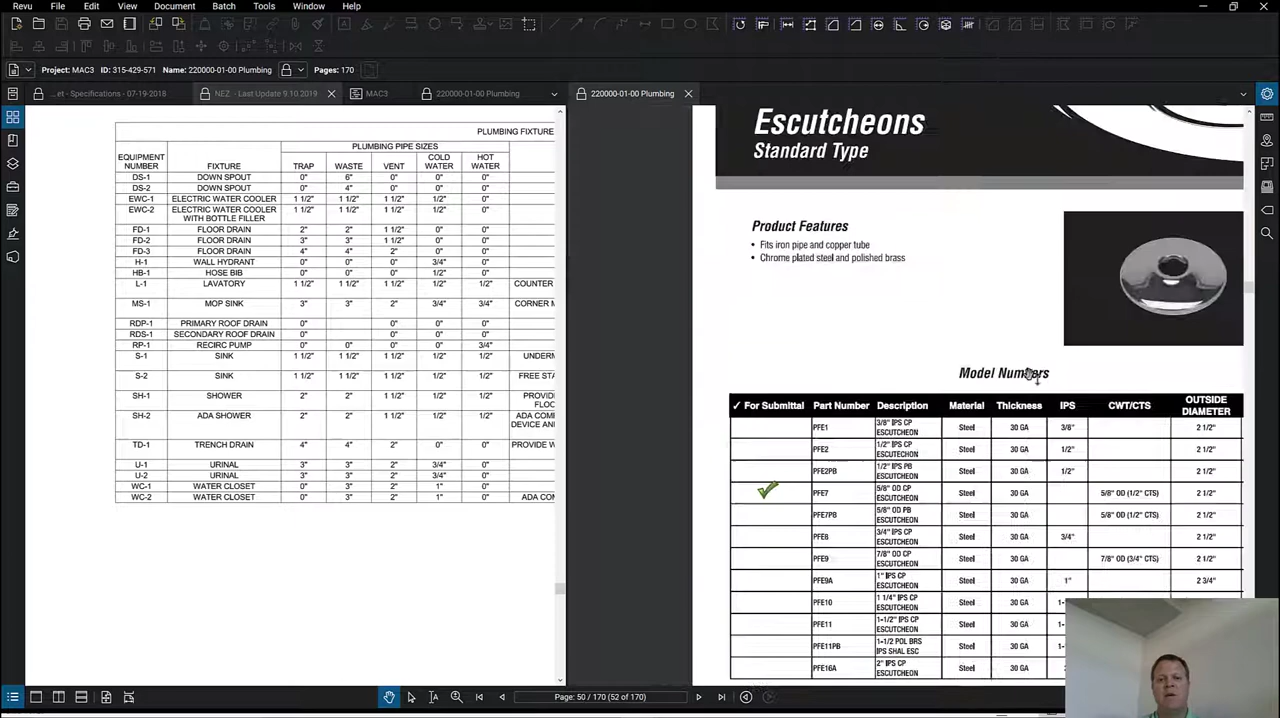 Revu File Edit View Document Batch Tools Window Help
Project: MAC3 ID: 315-429-571 Name: 220000-01-00 Plumbing Pages: 170
...et - Specifications - 07-19-2018 NEZ - Last Update 9.10.2019 MAC3 220000-01-00 Plumbing 220000-01-00 Plumbing
PLUMBING FIXTURE
PLUMBING PIPE SIZES
EQUIPMENT NUMBER FIXTURE TRAP WASTE VENT COLD WATER HOT WATER
DS-1 DOWN SPOUT 0" 6" 0" 0" 0"
DS-2 DOWN SPOUT 0" 4" 0" 0" 0"
EWC-1 ELECTRIC WATER COOLER 1 1/2" 1 1/2" 1 1/2" 1/2" 0"
EWC-2 ELECTRIC WATER COOLER WITH BOTTLE FILLER 1 1/2" 1 1/2" 1 1/2" 1/2" 0"
FD-1 FLOOR DRAIN 2" 2" 1 1/2" 0" 0"
FD-2 FLOOR DRAIN 3" 3" 1 1/2" 0" 0"
FD-3 FLOOR DRAIN 4" 4" 2" 0" 0"
H-1 WALL HYDRANT 0" 0" 0" 3/4" 0"
HB-1 HOSE BIB 0" 0" 0" 1/2" 0"
L-1 LAVATORY 1 1/2" 1 1/2" 1 1/2" 1/2" 1/2" COUNTER
MS-1 MOP SINK 3" 3" 2" 3/4" 3/4" CORNER M
RDP-1 PRIMARY ROOF DRAIN 0" 0" 0" 0"
RDS-1 SECONDARY ROOF DRAIN 0" 0" 0" 0"
RP-1 RECIRC PUMP 0" 0" 0" 0" 3/4"
S-1 SINK 1 1/2" 1 1/2" 1 1/2" 1/2" 1/2" UNDERM
S-2 SINK 1 1/2" 1 1/2" 1 1/2" 1/2" 1/2" FREE STA
SH-1 SHOWER 2" 2" 1 1/2" 1/2" 1/2" PROVID FLOO
SH-2 ADA SHOWER 2" 2" 1 1/2" 1/2" 1/2" ADA COM DEVICE AN
TD-1 TRENCH DRAIN 4" 4" 2" 0" 0" PROVIDE W
U-1 URINAL 3" 3" 2" 3/4" 0"
U-2 URINAL 3" 3" 2" 3/4" 0"
WC-1 WATER CLOSET 0" 3" 2" 1" 0"
WC-2 WATER CLOSET 0" 3" 2" 1" 0" ADA CO
Escutcheons
Standard Type
Product Features
• Fits iron pipe and copper tube
• Chrome plated steel and polished brass
Model Numbers
✓ For Submittal Part Number Description Material Thickness IPS CWT/CTS OUTSIDE DIAMETER
PFE1 3/8" IPS CP ESCUTCHEON Steel 30 GA 3/8" 2 1/2"
PFE2 1/2" IPS CP ESCUTECHON Steel 30 GA 1/2" 2 1/2"
PFE2PB 1/2" IPS PB ESCUTCHEON Steel 30 GA 1/2" 2 1/2"
✓ PFE7 5/8" OD CP ESCUTCHEON Steel 30 GA 5/8" OD (1/2" CTS) 2 1/2"
PFE7PB 5/8" OD PB ESCUTCHEON Steel 30 GA 5/8" OD (1/2" CTS) 2 1/2"
PFE8 3/4" IPS CP ESCUTCHEON Steel 30 GA 3/4" 2 1/2"
PFE9 7/8" OD CP ESCUTCHEON Steel 30 GA 7/8" OD (3/4" CTS) 2 1/2"
PFE9A 1" IPS CP ESCUTCHEON Steel 30 GA 1" 2 3/4"
PFE10 1 1/4" IPS CP ESCUTCHEON Steel 30 GA 1-
PFE11 1-1/2" IPS CP ESCUTCHEON Steel 30 GA 1-
PFE11PB 1-1/2 POL BRS IPS SHAL ESC Steel 30 GA 1-
PFE16A 2" IPS CP ESCUTCHEON Steel 30 GA
Page: 50 / 170 (52 of 170)